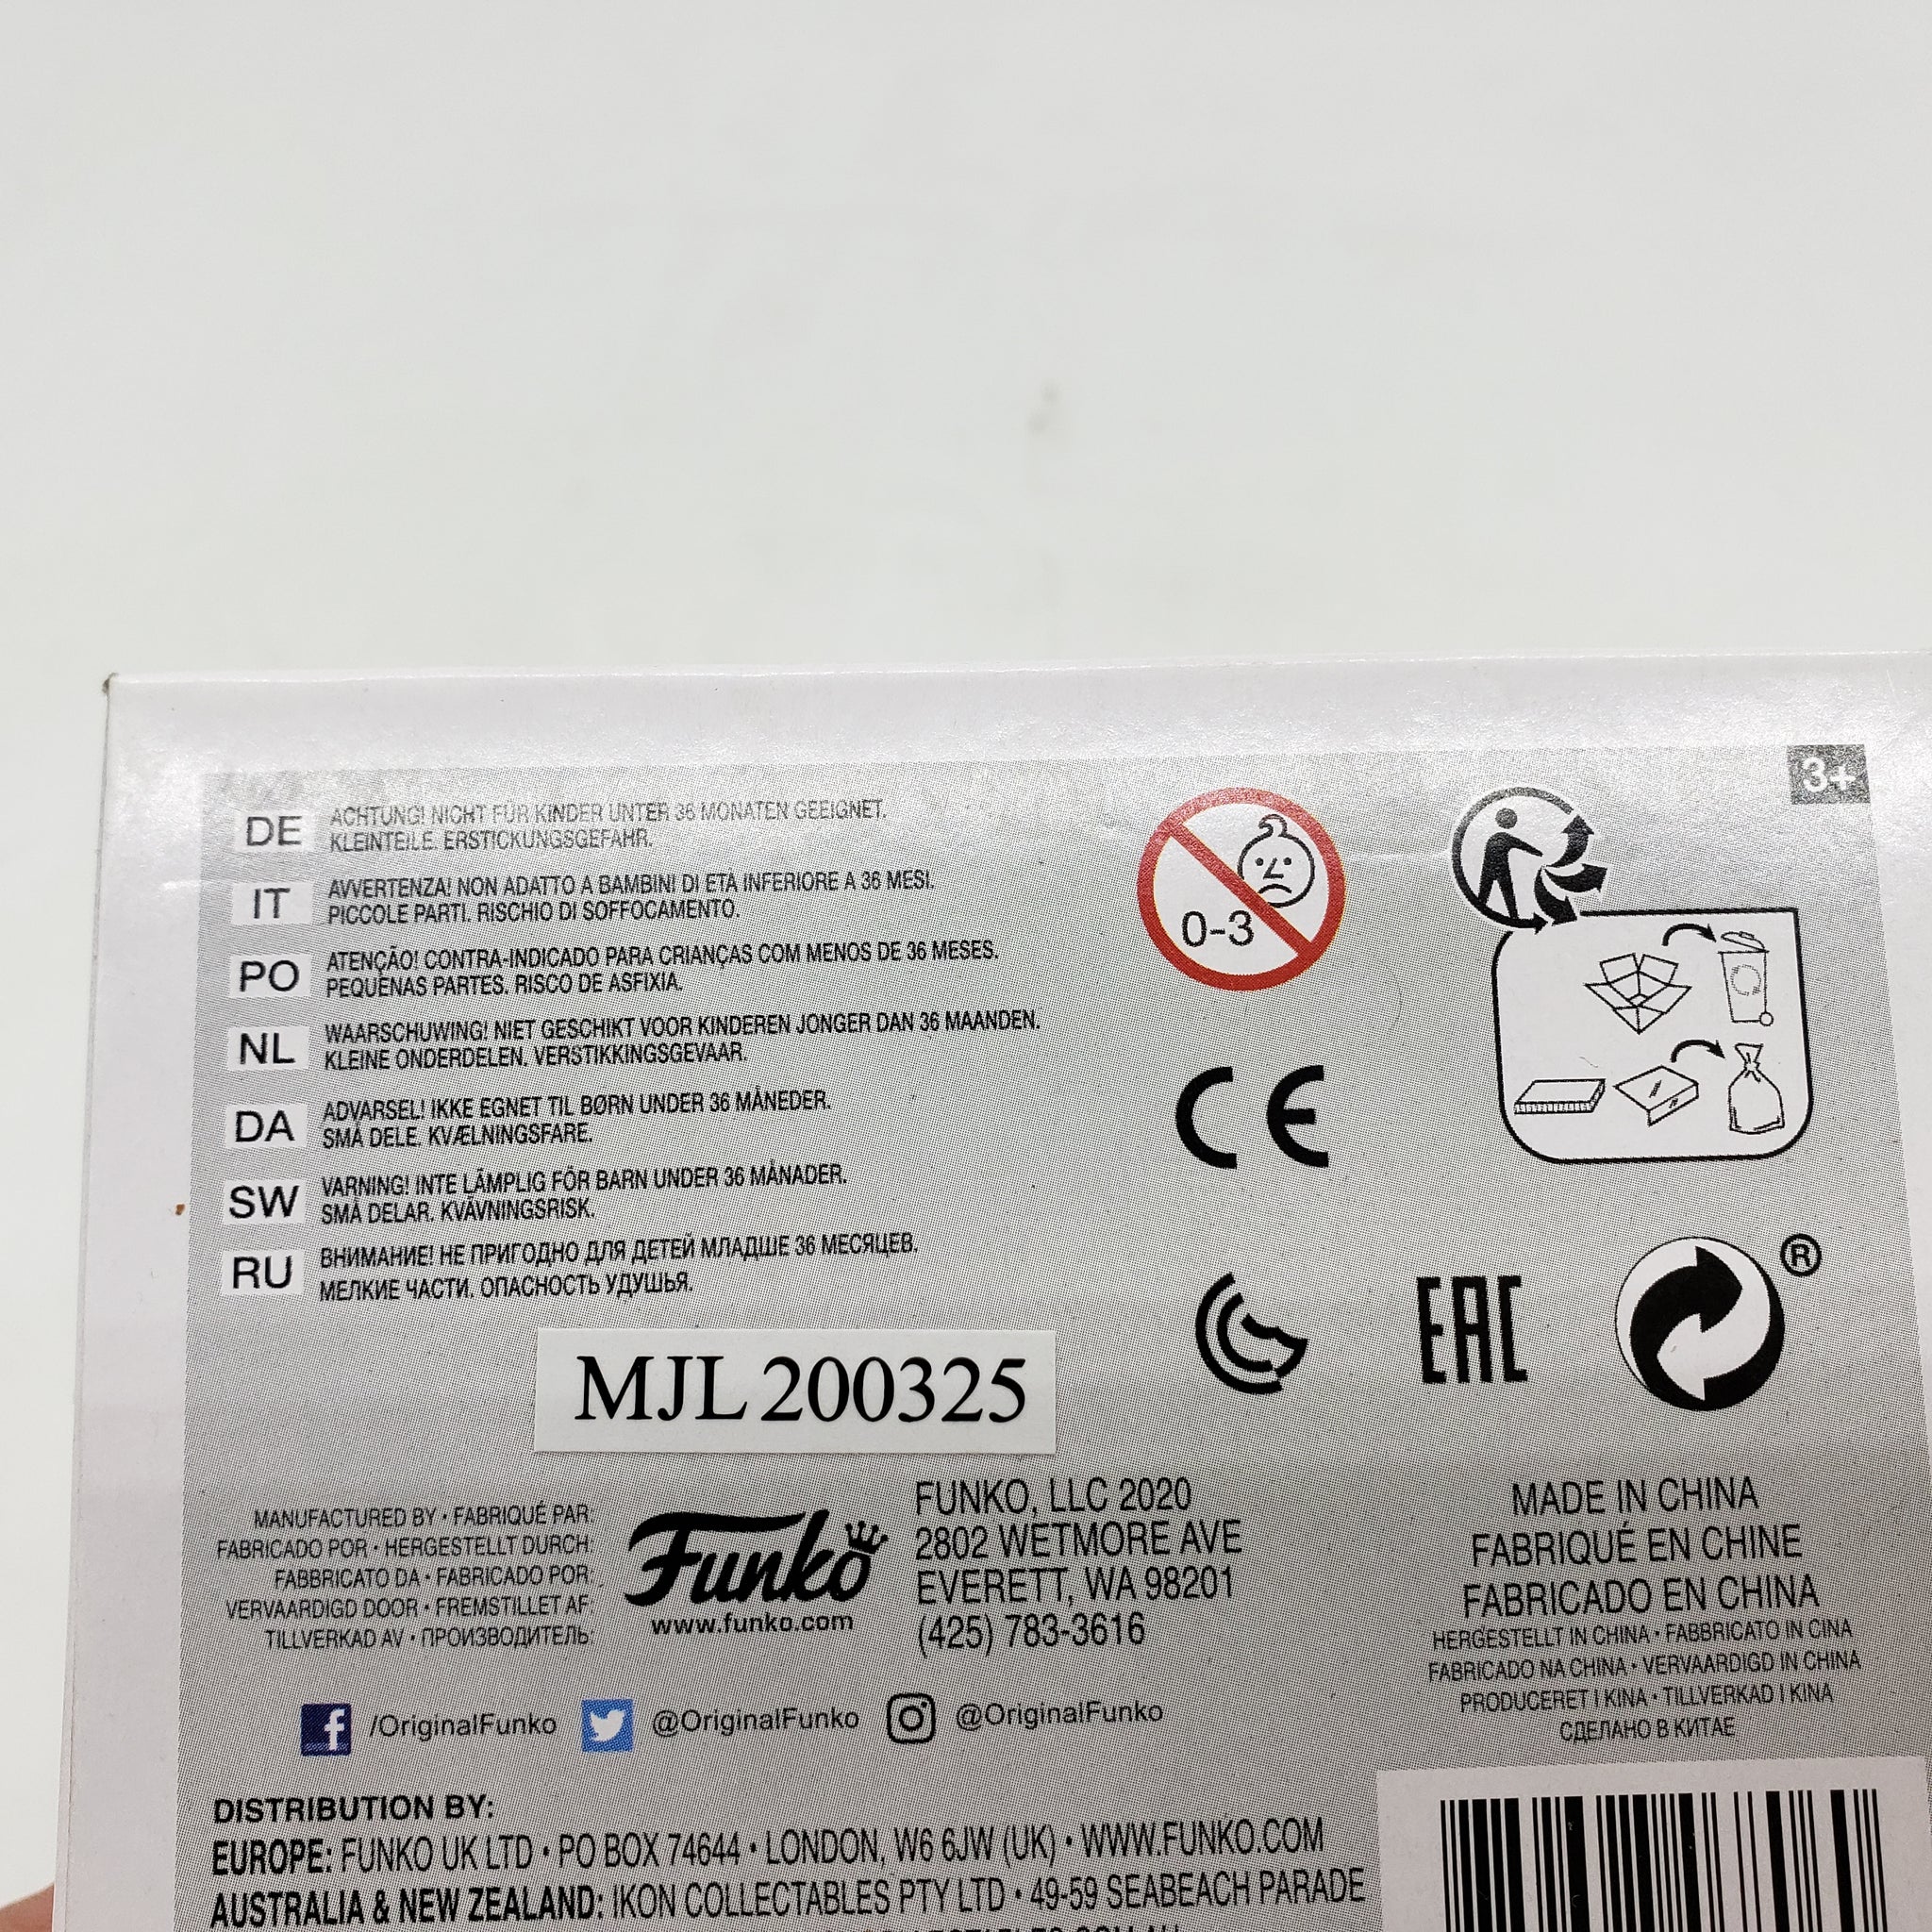 3+
DE
ACHTUNG! NICHT FÜR KINDER UNTER 36 MONATEN GEEIGNET.
KLEINTEILE. ERSTICKUNGSGEFAHR.
IT
AVVERTENZA! NON ADATTO A BAMBINI DI ETÀ INFERIORE A 36 MESI.
PICCOLE PARTI. RISCHIO DI SOFFOCAMENTO.
PO
ATENÇÃO! CONTRA-INDICADO PARA CRIANÇAS COM MENOS DE 36 MESES.
PEQUENAS PARTES. RISCO DE ASFIXIA.
NL
WAARSCHUWING! NIET GESCHIKT VOOR KINDEREN JONGER DAN 36 MAANDEN.
KLEINE ONDERDELEN. VERSTIKKINGSGEVAAR.
DA
ADVARSEL! IKKE EGNET TIL BØRN UNDER 36 MÅNEDER.
SMÅ DELE. KVÆLNINGSFARE.
SW
VARNING! INTE LÄMPLIG FÖR BARN UNDER 36 MÅNADER.
SMÅ DELAR. KVÄVNINGSRISK.
RU
ВНИМАНИЕ! НЕ ПРИГОДНО ДЛЯ ДЕТЕЙ МЛАДШЕ 36 МЕСЯЦЕВ.
МЕЛКИЕ ЧАСТИ. ОПАСНОСТЬ УДУШЬЯ.
0-3
CE
EAC
®
MJL 200325
MANUFACTURED BY • FABRIQUÉ PAR:
FABRICADO POR • HERGESTELLT DURCH:
FABBRICATO DA • FABRICADO POR:
VERVAARDIGD DOOR • FREMSTILLET AF:
TILLVERKAD AV • ПРОИЗВОДИТЕЛЬ:
Funko
www.funko.com
FUNKO, LLC 2020
2802 WETMORE AVE
EVERETT, WA 98201
(425) 783-3616
MADE IN CHINA
FABRIQUÉ EN CHINE
FABRICADO EN CHINA
HERGESTELLT IN CHINA • FABBRICATO IN CINA
FABRICADO NA CHINA • VERVAARDIGD IN CHINA
PRODUCERET I KINA • TILLVERKAD I KINA
СДЕЛАНО В КИТАЕ
/OriginalFunko @OriginalFunko @OriginalFunko
DISTRIBUTION BY:
EUROPE: FUNKO UK LTD • PO BOX 74644 • LONDON, W6 6JW (UK) • WWW.FUNKO.COM
AUSTRALIA & NEW ZEALAND: IKON COLLECTABLES PTY LTD • 49-59 SEABEACH PARADE